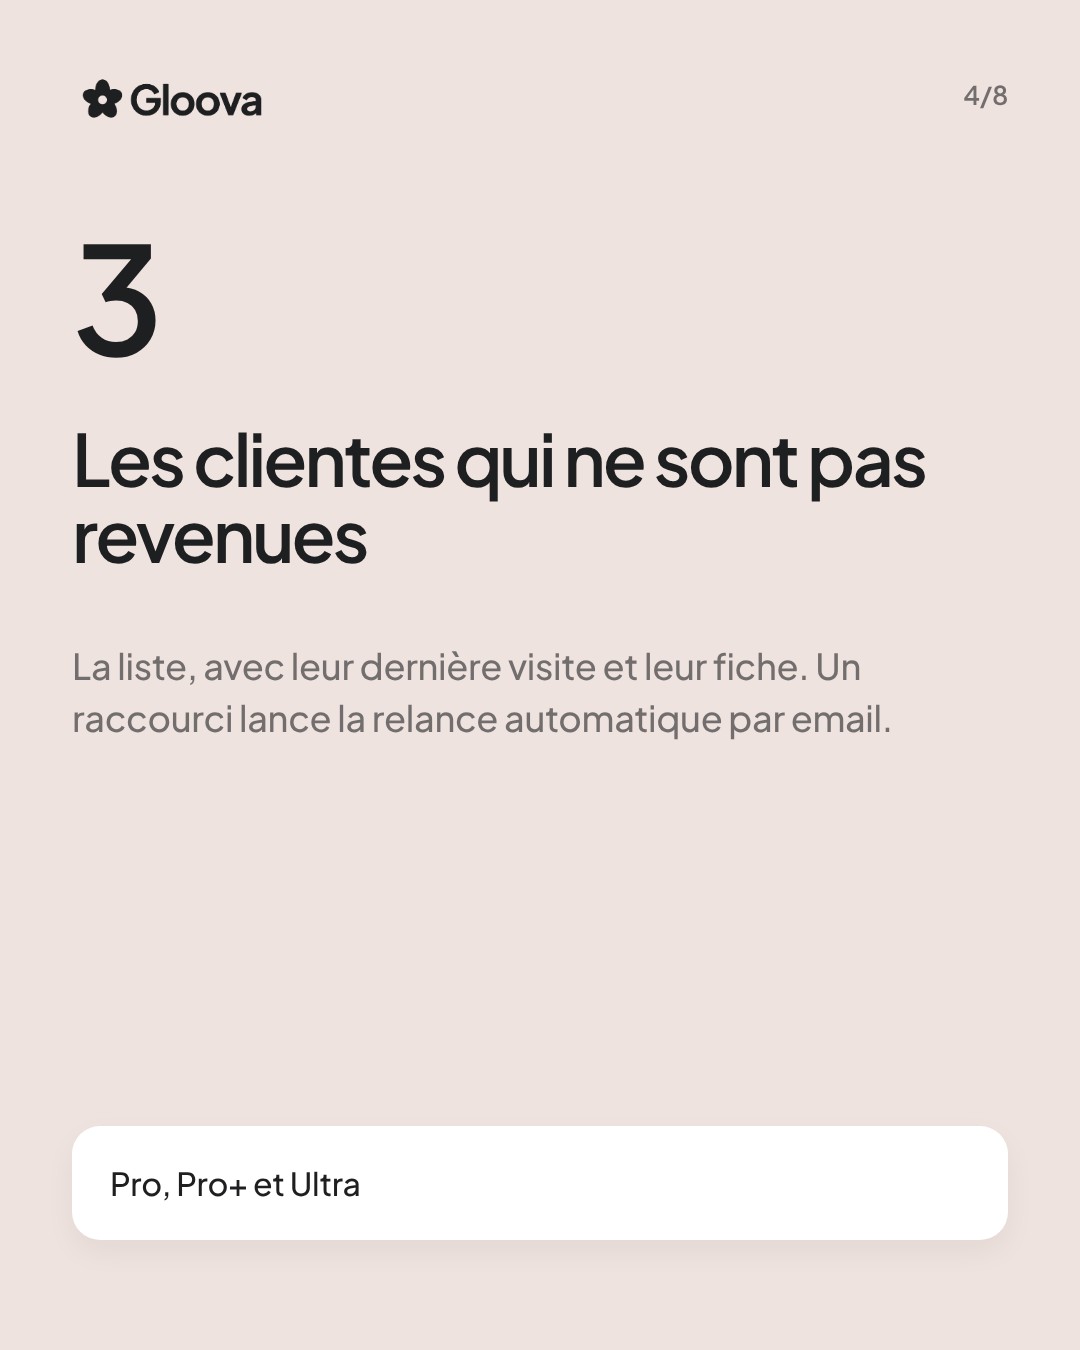 Gloova
4/8
3
Les clientes qui ne sont pas
revenues
La liste, avec leur dernière visite et leur fiche. Un
raccourci lance la relance automatique par email.
Pro, Pro+ et Ultra